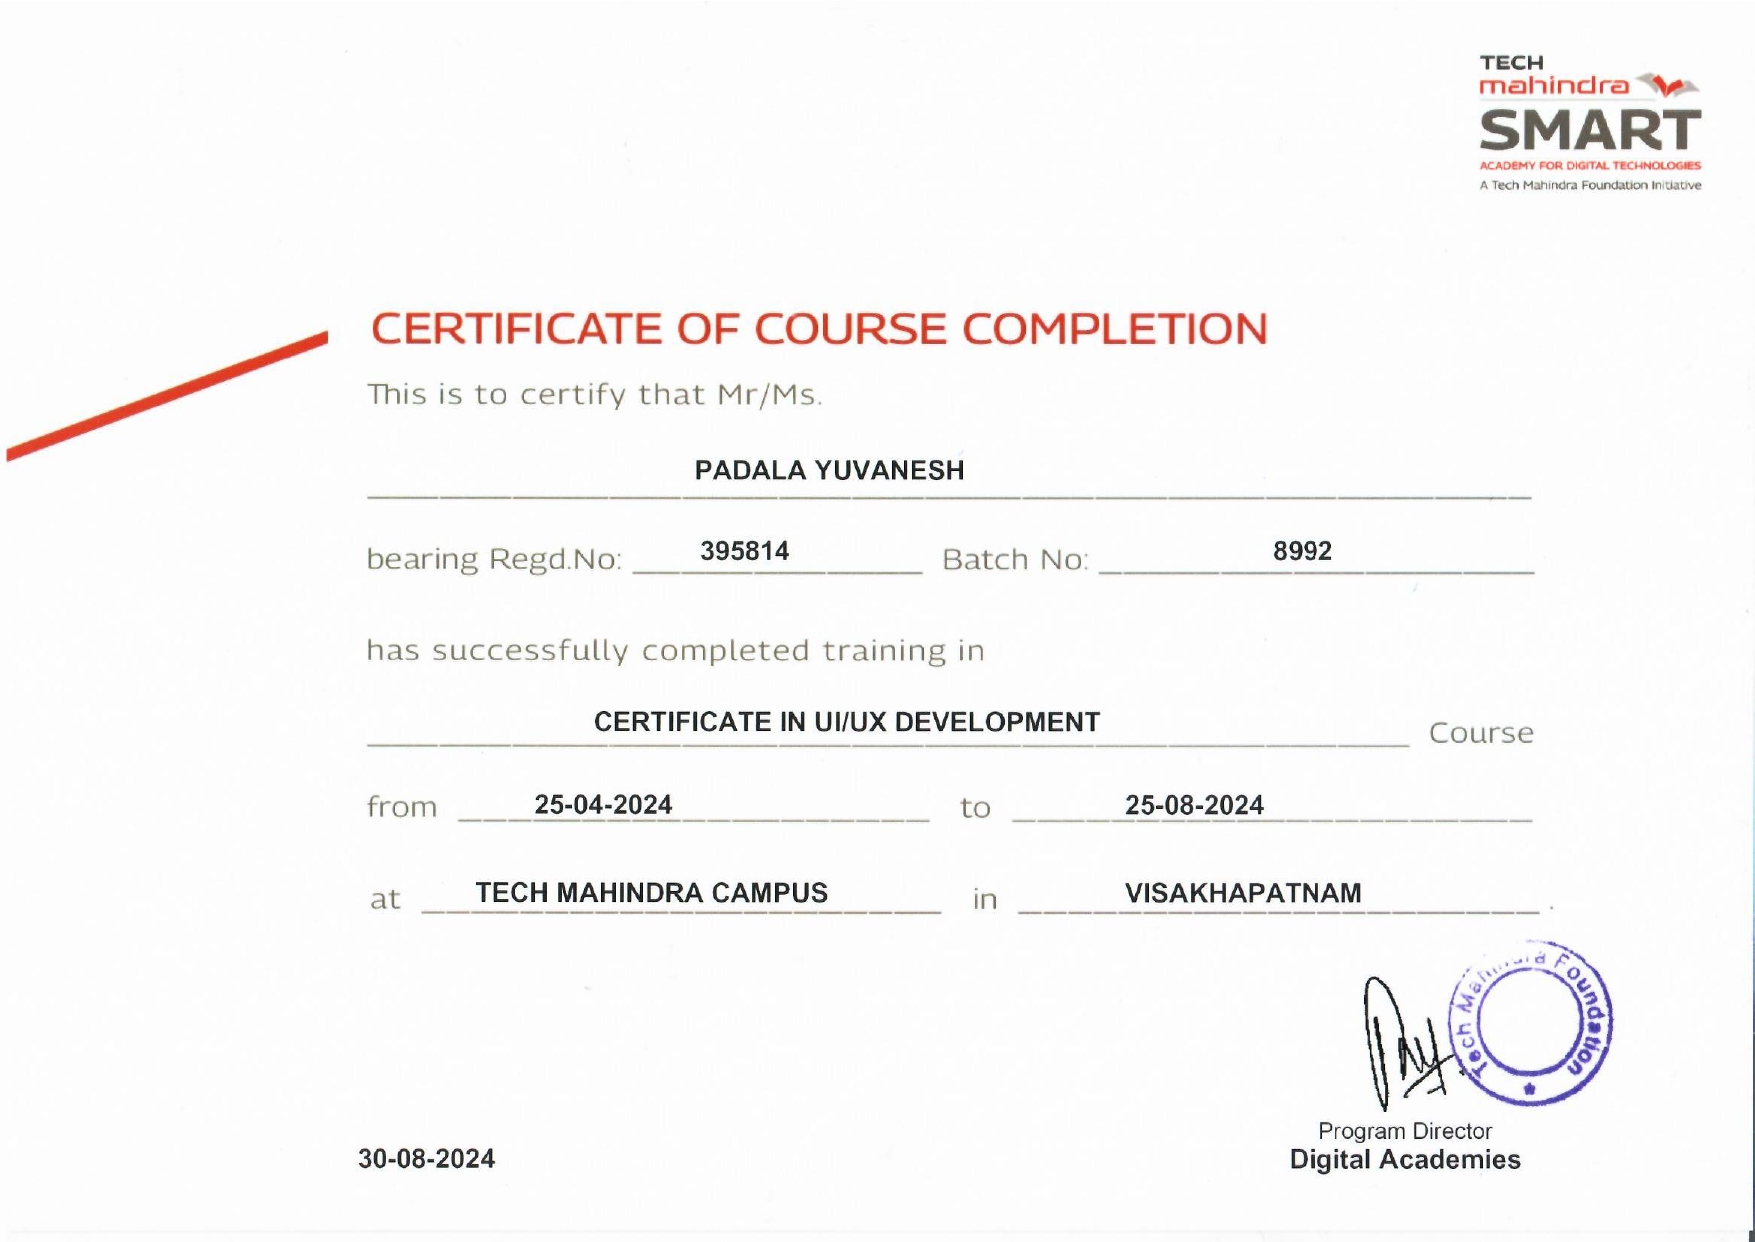 TECH
mahindra
SMART
ACADEMY FOR DIGITAL TECHNOLOGIES
A Tech Mahindra Foundation Initiative
CERTIFICATE OF COURSE COMPLETION
This is to certify that Mr/Ms.
PADALA YUVANESH
bearing Regd.No: 395814 Batch No: 8992
has successfully completed training in
CERTIFICATE IN UI/UX DEVELOPMENT Course
from 25-04-2024 to 25-08-2024
at TECH MAHINDRA CAMPUS in VISAKHAPATNAM .
Tech Mahindra Foundation
Program Director
Digital Academies
30-08-2024